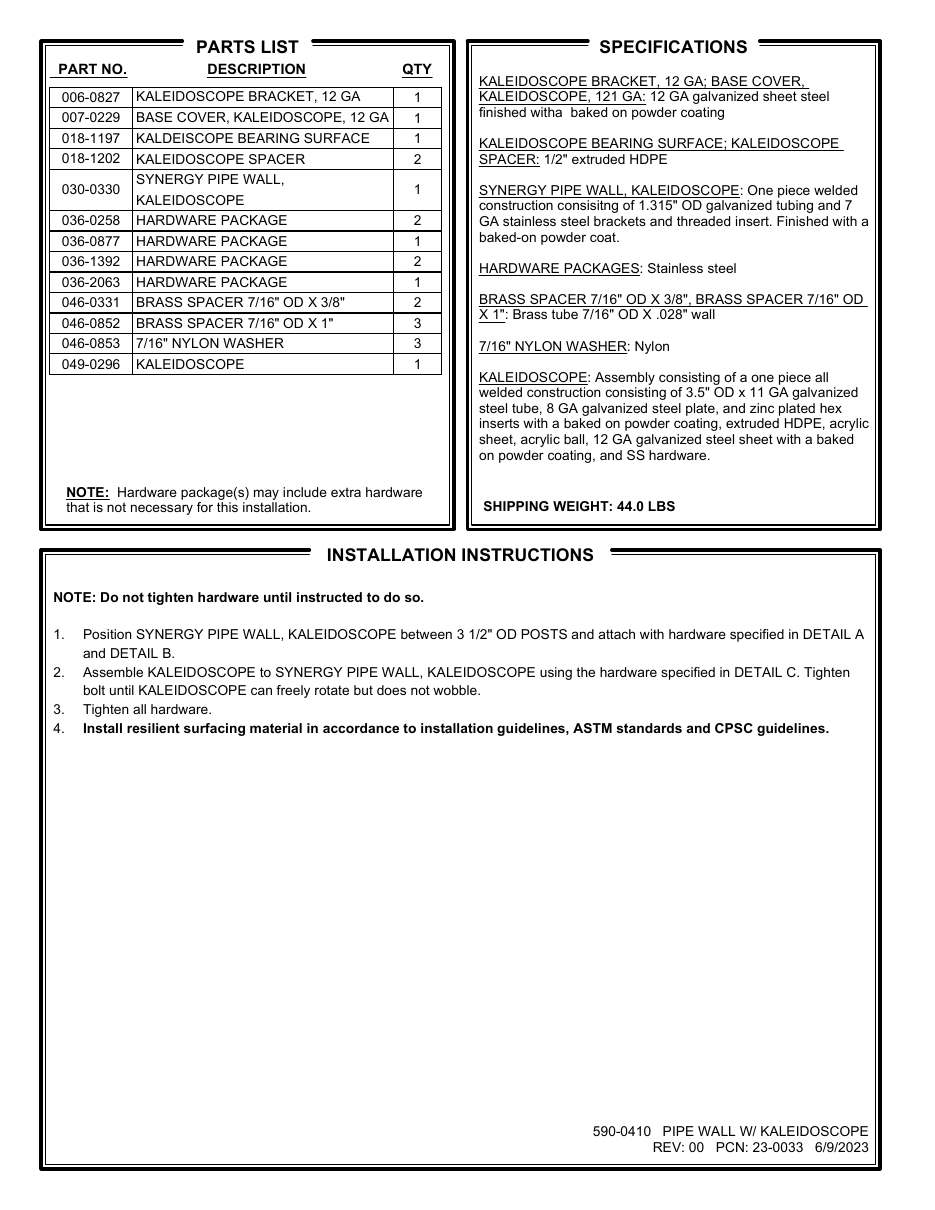 PARTS LIST
PART NO. DESCRIPTION QTY
006-0827 KALEIDOSCOPE BRACKET, 12 GA 1
007-0229 BASE COVER, KALEIDOSCOPE, 12 GA 1
018-1197 KALDEISCOPE BEARING SURFACE 1
018-1202 KALEIDOSCOPE SPACER 2
030-0330 SYNERGY PIPE WALL, 1
KALEIDOSCOPE
036-0258 HARDWARE PACKAGE 2
036-0877 HARDWARE PACKAGE 1
036-1392 HARDWARE PACKAGE 2
036-2063 HARDWARE PACKAGE 1
046-0331 BRASS SPACER 7/16" OD X 3/8" 2
046-0852 BRASS SPACER 7/16" OD X 1" 3
046-0853 7/16" NYLON WASHER 3
049-0296 KALEIDOSCOPE 1
NOTE: Hardware package(s) may include extra hardware
that is not necessary for this installation.
SPECIFICATIONS
KALEIDOSCOPE BRACKET, 12 GA; BASE COVER,
KALEIDOSCOPE, 121 GA: 12 GA galvanized sheet steel
finished witha baked on powder coating
KALEIDOSCOPE BEARING SURFACE; KALEIDOSCOPE
SPACER: 1/2" extruded HDPE
SYNERGY PIPE WALL, KALEIDOSCOPE: One piece welded
construction consisitng of 1.315" OD galvanized tubing and 7
GA stainless steel brackets and threaded insert. Finished with a
baked-on powder coat.
HARDWARE PACKAGES: Stainless steel
BRASS SPACER 7/16" OD X 3/8", BRASS SPACER 7/16" OD
X 1": Brass tube 7/16" OD X .028" wall
7/16" NYLON WASHER: Nylon
KALEIDOSCOPE: Assembly consisting of a one piece all
welded construction consisting of 3.5" OD x 11 GA galvanized
steel tube, 8 GA galvanized steel plate, and zinc plated hex
inserts with a baked on powder coating, extruded HDPE, acrylic
sheet, acrylic ball, 12 GA galvanized steel sheet with a baked
on powder coating, and SS hardware.
SHIPPING WEIGHT: 44.0 LBS
INSTALLATION INSTRUCTIONS
NOTE: Do not tighten hardware until instructed to do so.
1. Position SYNERGY PIPE WALL, KALEIDOSCOPE between 3 1/2" OD POSTS and attach with hardware specified in DETAIL A
and DETAIL B.
2. Assemble KALEIDOSCOPE to SYNERGY PIPE WALL, KALEIDOSCOPE using the hardware specified in DETAIL C. Tighten
bolt until KALEIDOSCOPE can freely rotate but does not wobble.
3. Tighten all hardware.
4. Install resilient surfacing material in accordance to installation guidelines, ASTM standards and CPSC guidelines.
590-0410 PIPE WALL W/ KALEIDOSCOPE
REV: 00 PCN: 23-0033 6/9/2023